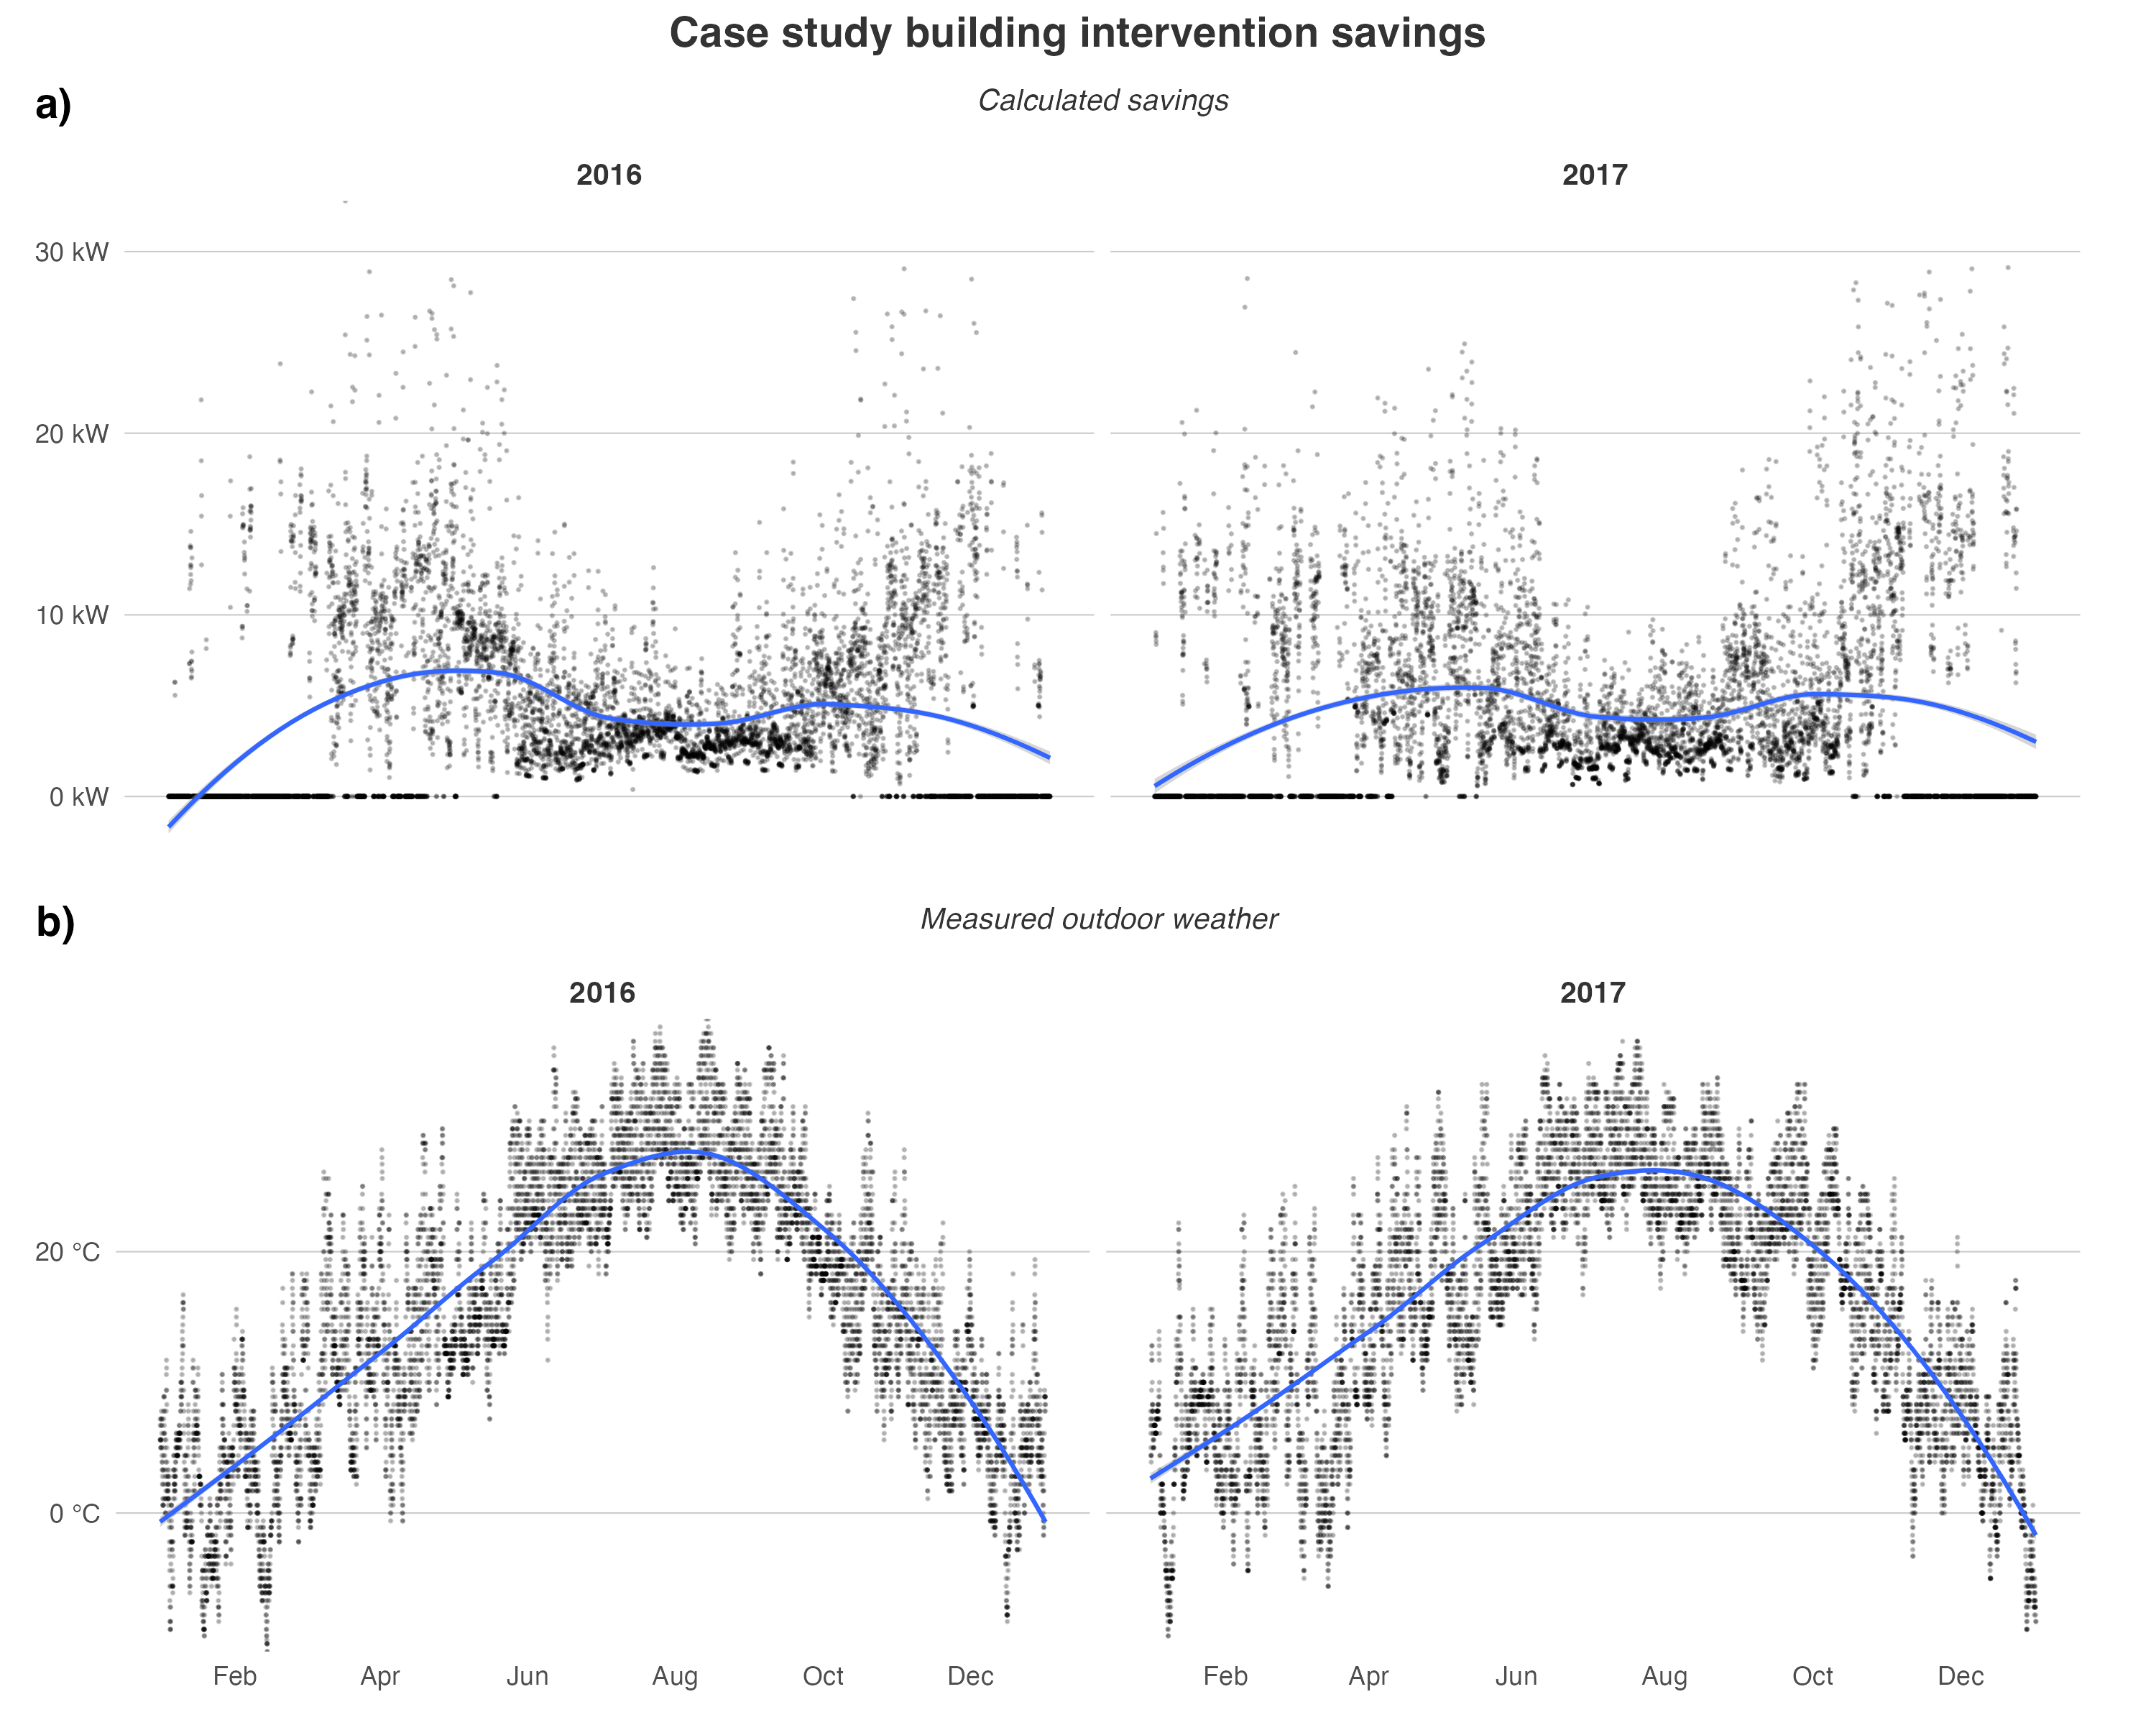 Case study building intervention savings
a)
Calculated savings
2016 2017
30 kW
20 kW
10 kW
0 kW
b)
Measured outdoor weather
2016 2017
20 °C
0 °C
Feb Apr Jun Aug Oct Dec Feb Apr Jun Aug Oct Dec